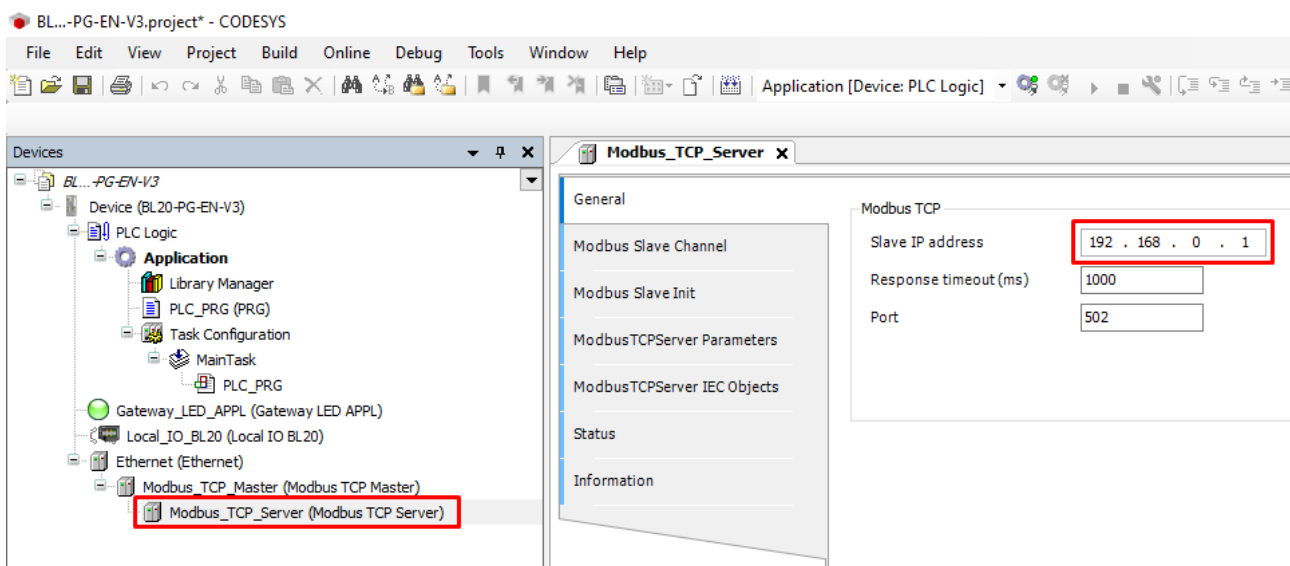 BL...-PG-EN-V3.project* - CODESYS
File Edit View Project Build Online Debug Tools Window Help
Application [Device: PLC Logic]
Devices
BL...-PG-EN-V3
Device (BL20-PG-EN-V3)
PLC Logic
Application
Library Manager
PLC_PRG (PRG)
Task Configuration
MainTask
PLC_PRG
Gateway_LED_APPL (Gateway LED APPL)
Local_IO_BL20 (Local IO BL20)
Ethernet (Ethernet)
Modbus_TCP_Master (Modbus TCP Master)
Modbus_TCP_Server (Modbus TCP Server)
Modbus_TCP_Server
General
Modbus Slave Channel
Modbus Slave Init
ModbusTCPServer Parameters
ModbusTCPServer IEC Objects
Status
Information
Modbus TCP
Slave IP address 192 . 168 . 0 . 1
Response timeout (ms) 1000
Port 502